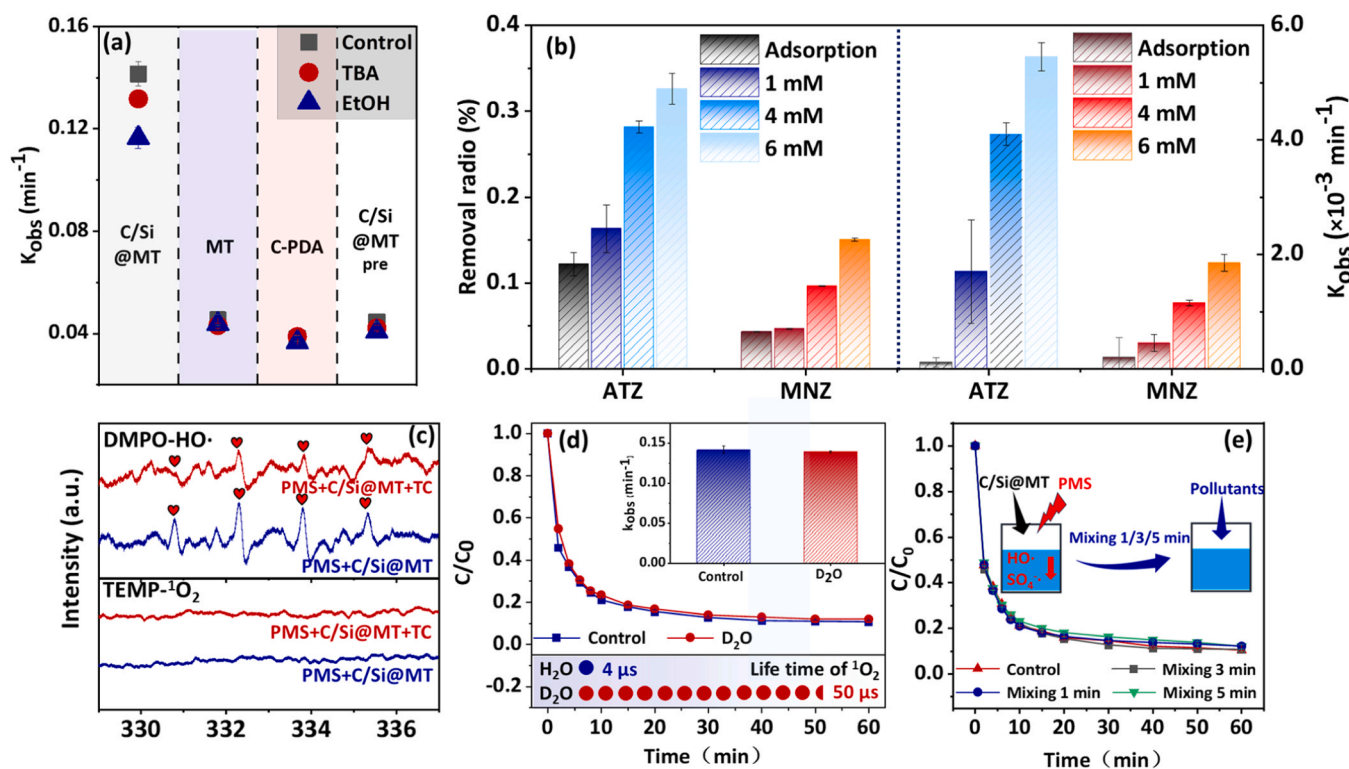 (a)
Control
TBA
EtOH
0.16
0.12
0.08
0.04
K_obs (min⁻¹)
C/Si
@MT
MT
C-PDA
C/Si
@MT
pre
(b)
Adsorption
1 mM
4 mM
6 mM
Adsorption
1 mM
4 mM
6 mM
0.4
0.3
0.2
0.1
0.0
Removal radio (%)
6.0
4.0
2.0
0.0
K_obs (×10⁻³ min⁻¹)
ATZ
MNZ
ATZ
MNZ
(c)
DMPO-HO·
PMS+C/Si@MT+TC
PMS+C/Si@MT
TEMP-¹O₂
PMS+C/Si@MT+TC
PMS+C/Si@MT
Intensity (a.u.)
330
332
334
336
(d)
1.0
0.8
0.6
0.4
0.2
0.0
-0.2
C/C₀
0.15
0.10
0.05
0.00
k_obs (min⁻¹)
Control
D₂O
Control
D₂O
H₂O
4 μs
Life time of ¹O₂
D₂O
50 μs
0
10
20
30
40
50
60
Time（min）
(e)
1.0
0.8
0.6
0.4
0.2
0.0
C/C₀
C/Si@MT
PMS
Pollutants
Mixing 1/3/5 min
HO·
SO₄⁻·
Control
Mixing 3 min
Mixing 1 min
Mixing 5 min
0
10
20
30
40
50
60
Time（min）